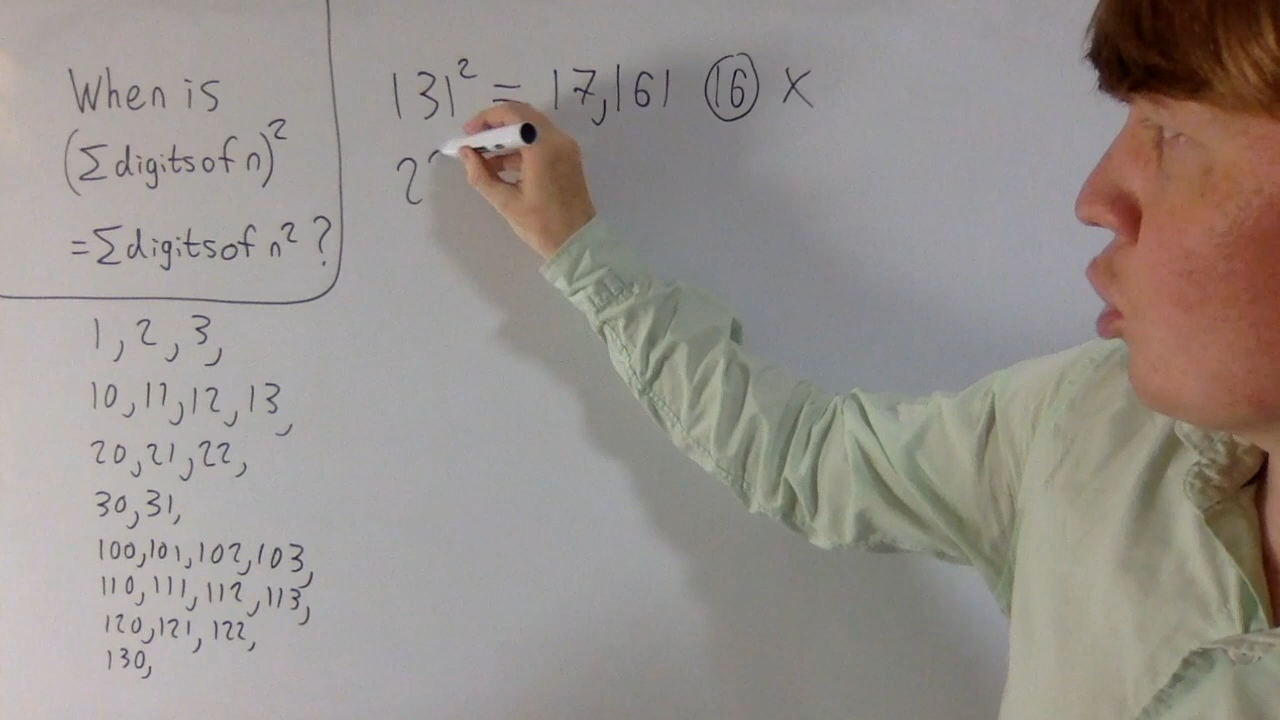 When is
(Σ digits of n)²
= Σ digits of n² ?
1, 2, 3,
10, 11, 12, 13,
20, 21, 22,
30, 31,
100, 101, 102, 103,
110, 111, 112, 113,
120, 121, 122,
130,
131² = 17,161 ⑯ X
2